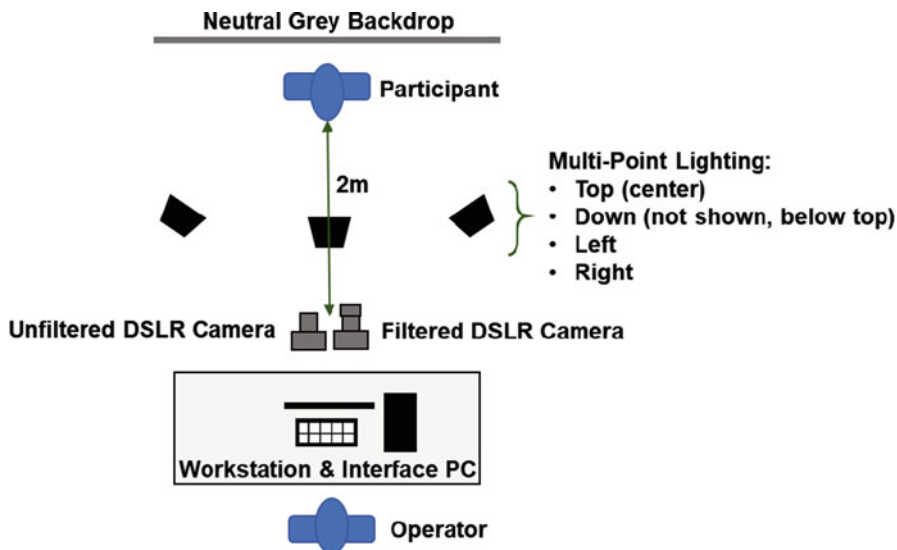 Neutral Grey Backdrop
Participant
2m
Multi-Point Lighting:
• Top (center)
• Down (not shown, below top)
• Left
• Right
Unfiltered DSLR Camera
Filtered DSLR Camera
Workstation & Interface PC
Operator